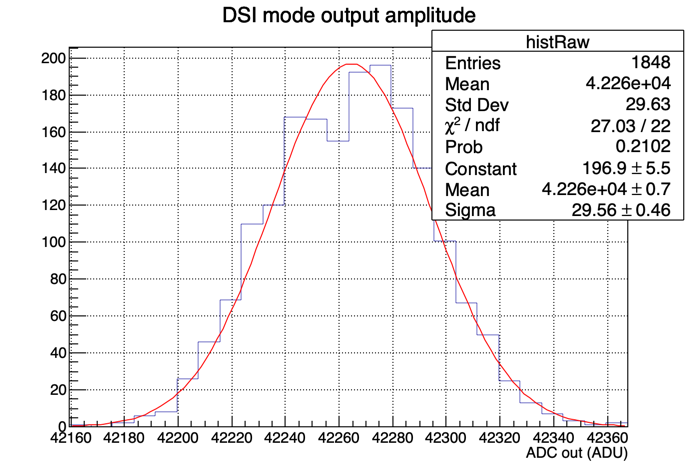 DSI mode output amplitude
histRaw
Entries 1848
Mean 4.226e+04
Std Dev 29.63
χ² / ndf 27.03 / 22
Prob 0.2102
Constant 196.9 ± 5.5
Mean 4.226e+04 ± 0.7
Sigma 29.56 ± 0.46
200
180
160
140
120
100
80
60
40
20
0
42160 42180 42200 42220 42240 42260 42280 42300 42320 42340 42360
ADC out (ADU)